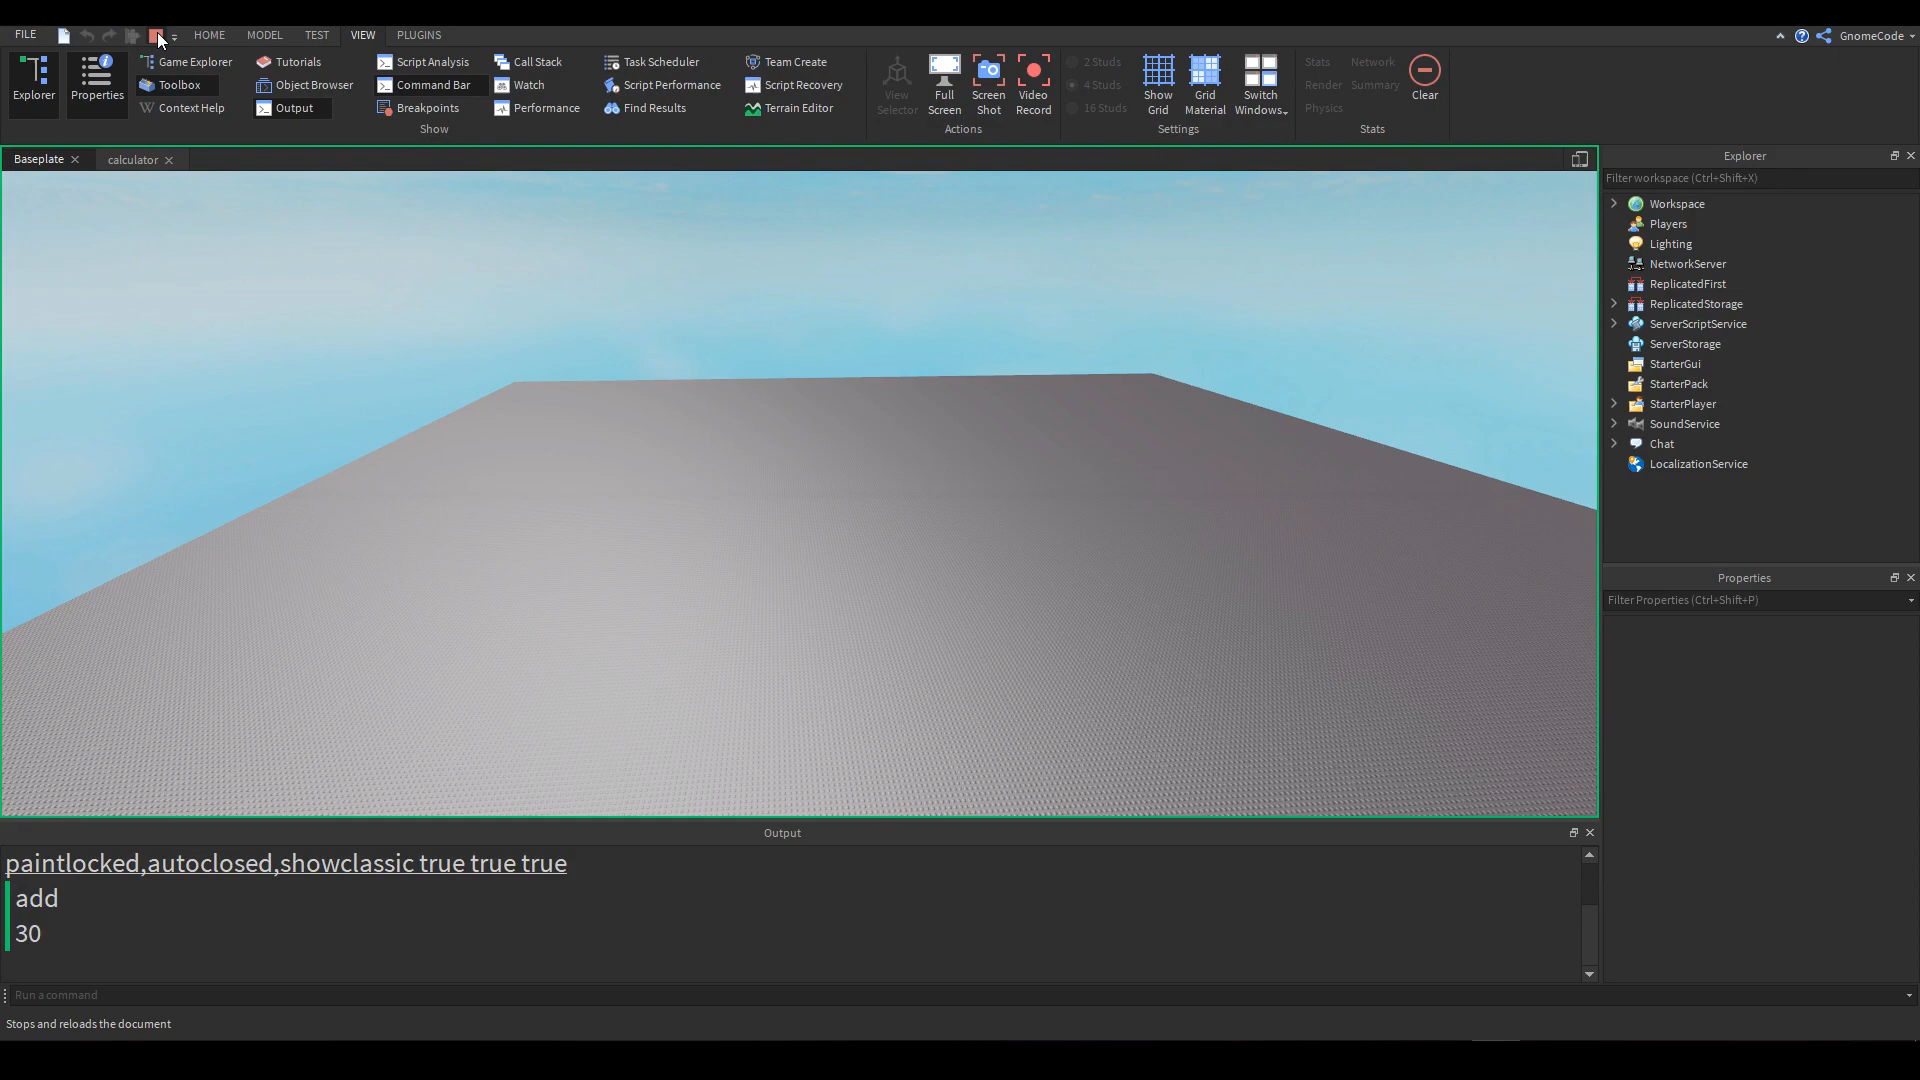 FILE HOME MODEL TEST VIEW PLUGINS GnomeCode
Explorer
Properties
Game Explorer
Toolbox
Context Help
Tutorials
Object Browser
Output
Script Analysis
Command Bar
Breakpoints
Call Stack
Watch
Performance
Task Scheduler
Script Performance
Find Results
Team Create
Script Recovery
Terrain Editor
Show
View
Selector
Full
Screen
Screen
Shot
Video
Record
Actions
2 Studs
4 Studs
16 Studs
Show
Grid
Grid
Material
Switch
Windows
Settings
Stats Network
Render Summary
Physics
Clear
Stats
Baseplate calculator
Explorer
Filter workspace (Ctrl+Shift+X)
Workspace
Players
Lighting
NetworkServer
ReplicatedFirst
ReplicatedStorage
ServerScriptService
ServerStorage
StarterGui
StarterPack
StarterPlayer
SoundService
Chat
LocalizationService
Properties
Filter Properties (Ctrl+Shift+P)
Output
paintlocked,autoclosed,showclassic true true true
add
30
Run a command
Stops and reloads the document